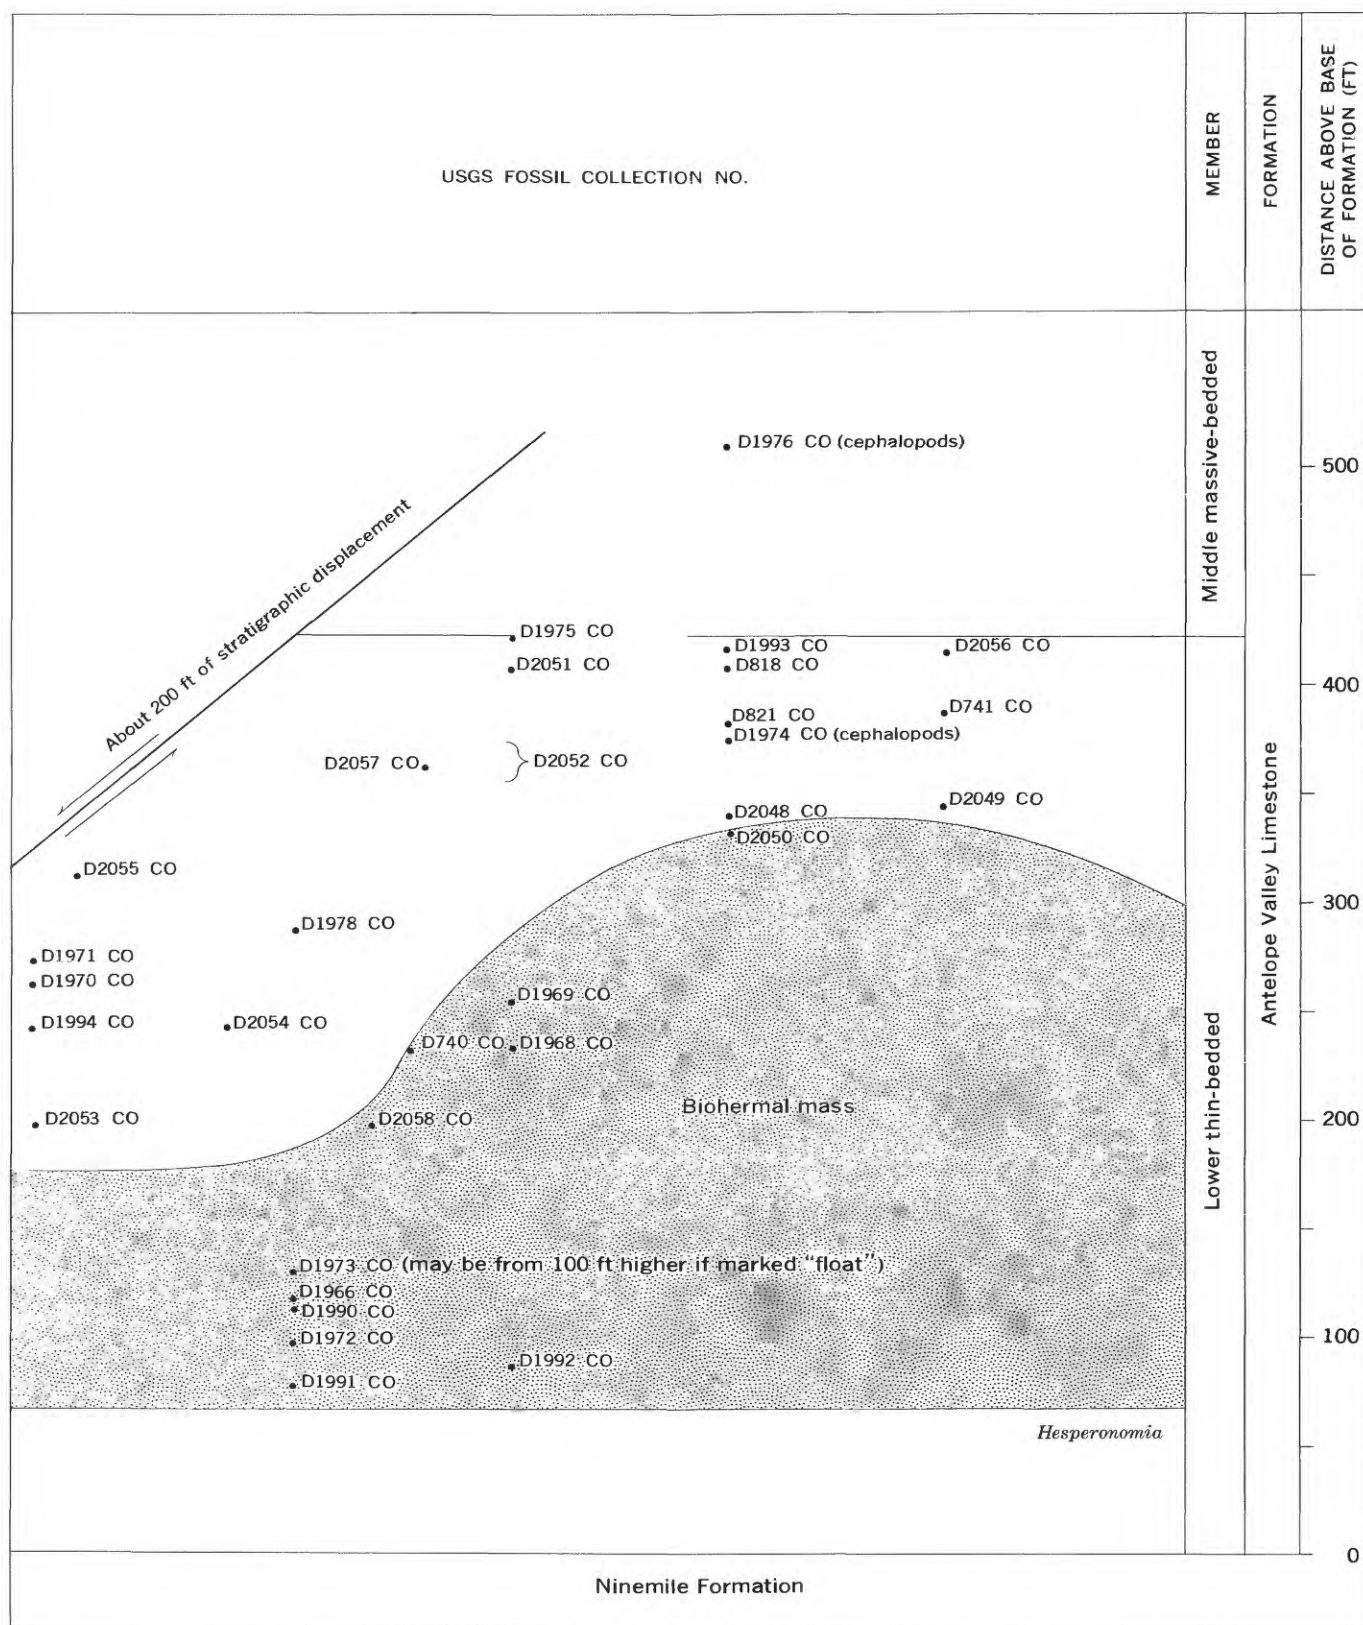 USGS FOSSIL COLLECTION NO.
MEMBER
FORMATION
DISTANCE ABOVE BASE
OF FORMATION (FT)
Middle massive-bedded
D1976 CO (cephalopods)
500
About 200 ft of stratigraphic displacement
D1975 CO
D1993 CO
D2056 CO
D2051 CO
D818 CO
400
D821 CO
D741 CO
D1974 CO (cephalopods)
D2057 CO
D2052 CO
D2048 CO
D2049 CO
D2050 CO
Antelope Valley Limestone
D2055 CO
300
D1978 CO
D1971 CO
D1970 CO
D1969 CO
D1994 CO
D2054 CO
D740 CO
D1968 CO
Lower thin-bedded
Biohermal mass
D2053 CO
D2058 CO
200
D1973 CO (may be from 100 ft higher if marked "float")
D1966 CO
D1990 CO
D1972 CO
100
D1992 CO
D1991 CO
Hesperonomia
0
Ninemile Formation